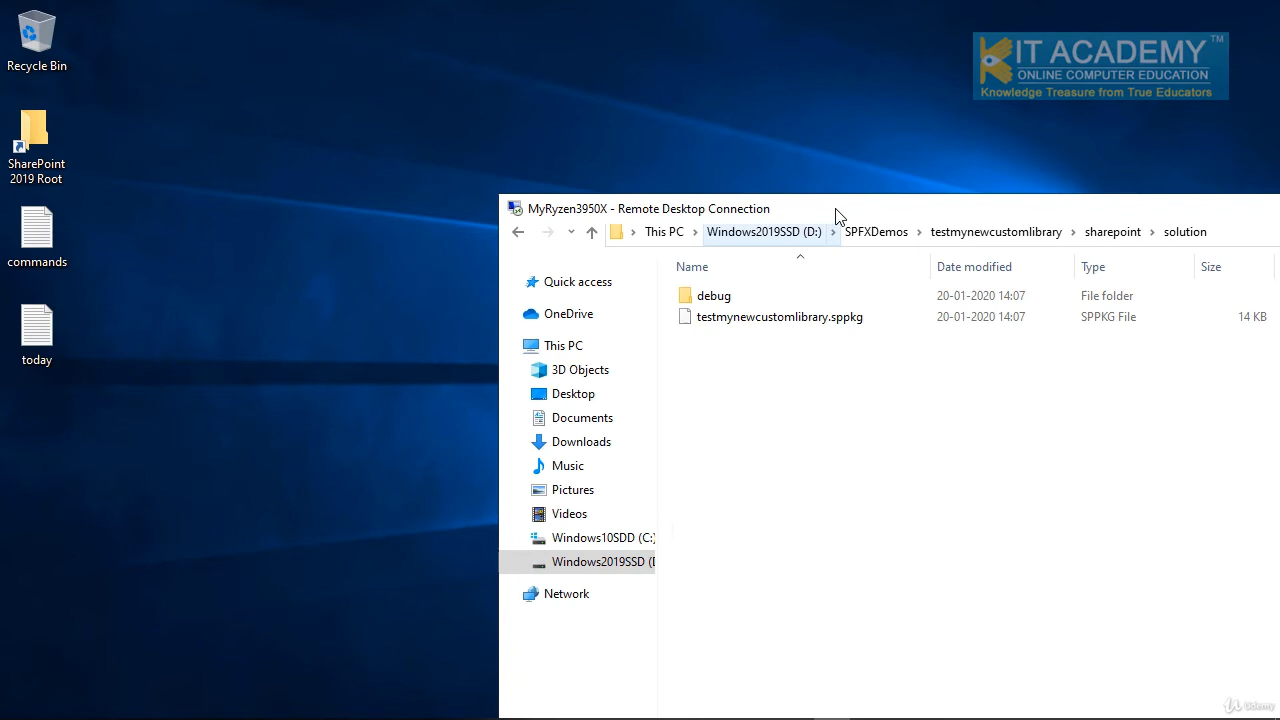 Recycle Bin
SharePoint
2019 Root
commands
today
KIT ACADEMY™
ONLINE COMPUTER EDUCATION
Knowledge Treasure from True Educators
MyRyzen3950X - Remote Desktop Connection
This PC > Windows2019SSD (D:) > SPFXDemos > testmynewcustomlibrary > sharepoint > solution
Name Date modified Type Size
debug 20-01-2020 14:07 File folder
testmynewcustomlibrary.sppkg 20-01-2020 14:07 SPPKG File 14 KB
Quick access
OneDrive
This PC
3D Objects
Desktop
Documents
Downloads
Music
Pictures
Videos
Windows10SDD (C:)
Windows2019SSD (D
Network
Udemy